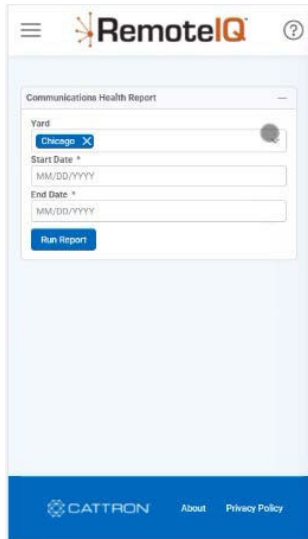 RemoteIQ
Communications Health Report
Yard
Chicago
Start Date *
MM/DD/YYYY
End Date *
MM/DD/YYYY
Run Report
CATTRON About Privacy Policy